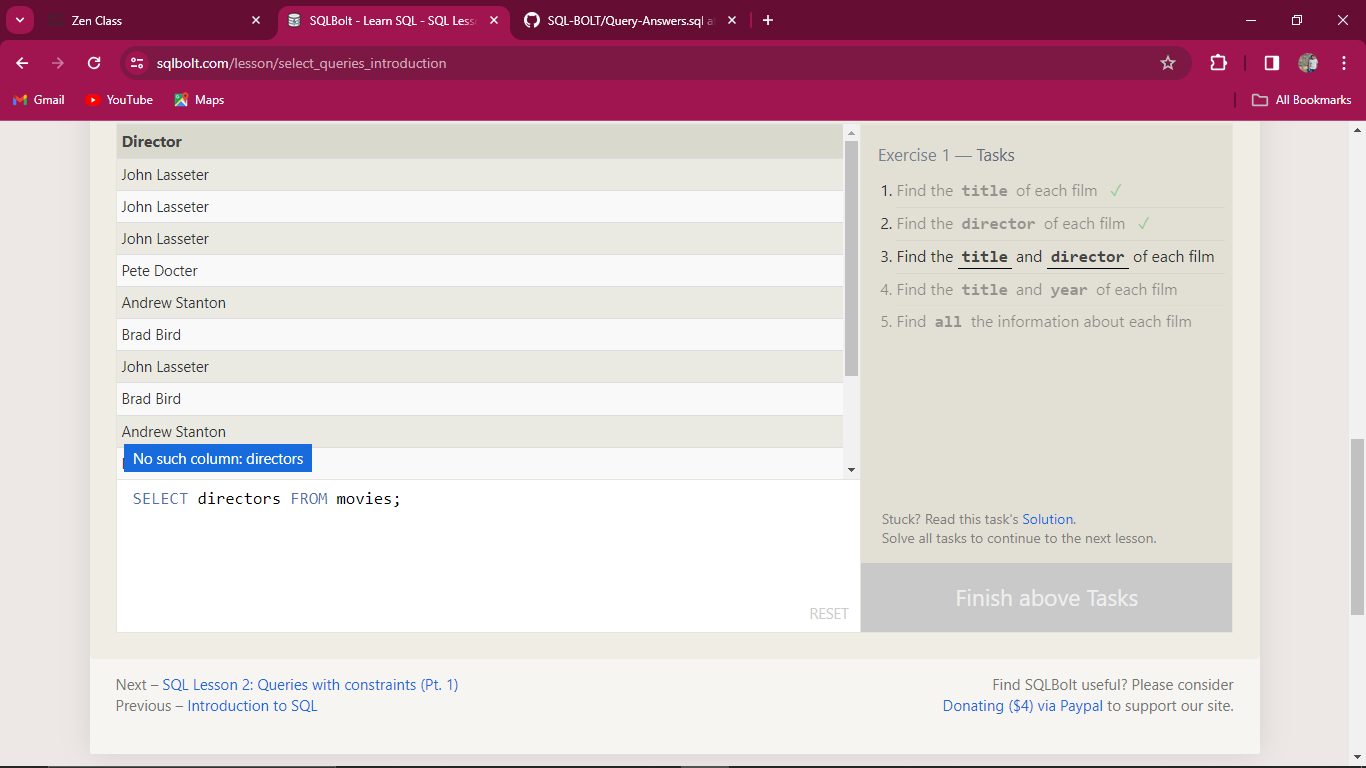 Zen Class
SQLBolt - Learn SQL - SQL Less
SQL-BOLT/Query-Answers.sql a
sqlbolt.com/lesson/select_queries_introduction
Gmail
YouTube
Maps
All Bookmarks
Director
John Lasseter
John Lasseter
John Lasseter
Pete Docter
Andrew Stanton
Brad Bird
John Lasseter
Brad Bird
Andrew Stanton
No such column: directors
SELECT directors FROM movies;
RESET
Exercise 1 — Tasks
1. Find the title of each film ✓
2. Find the director of each film ✓
3. Find the title and director of each film
4. Find the title and year of each film
5. Find all the information about each film
Stuck? Read this task's Solution.
Solve all tasks to continue to the next lesson.
Finish above Tasks
Next – SQL Lesson 2: Queries with constraints (Pt. 1)
Previous – Introduction to SQL
Find SQLBolt useful? Please consider
Donating ($4) via Paypal to support our site.